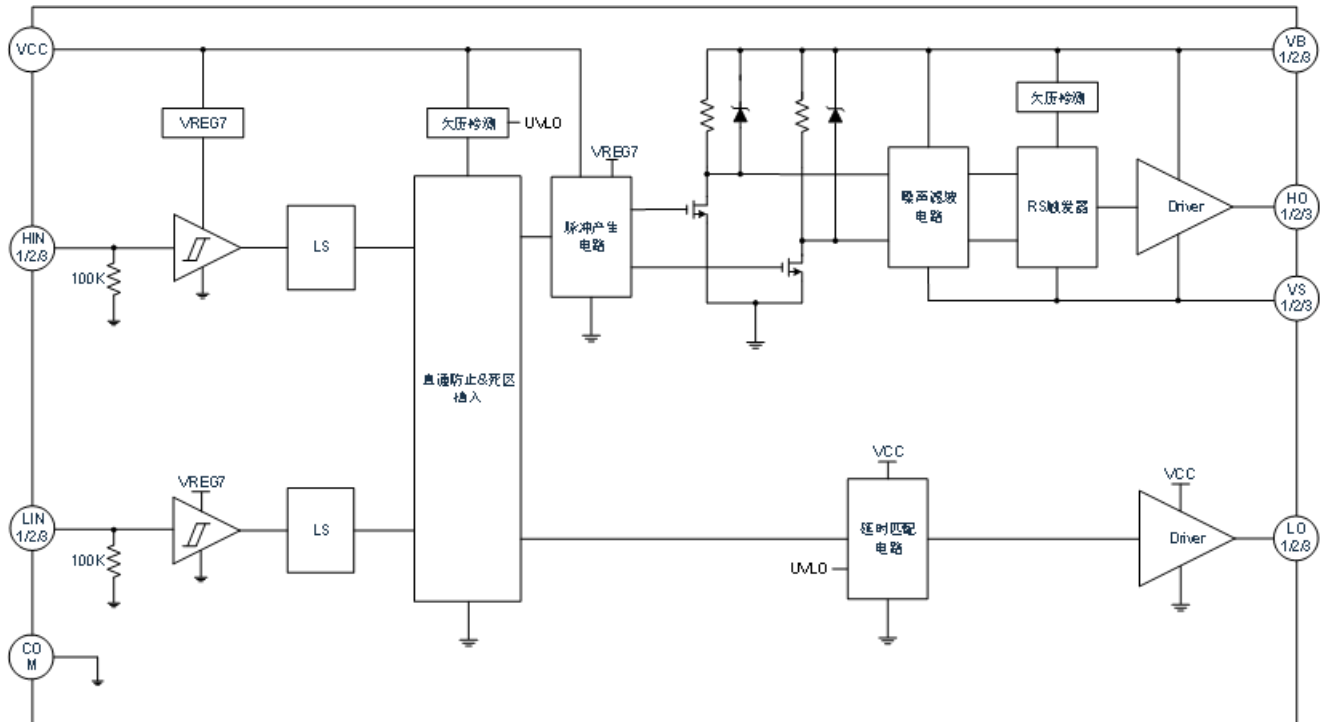 VCC
VB
1/2/3
VREG7
欠压检测
UVLO
欠压检测
VREG7
HIN
1/2/3
100K
LS
脉冲产生
电路
噪声滤波
电路
RS触发器
Driver
HO
1/2/3
VS
1/2/3
直通防止&死区
插入
VREG7
LIN
1/2/3
100K
LS
VCC
延时匹配
电路
UVLO
VCC
Driver
LO
1/2/3
CO
M